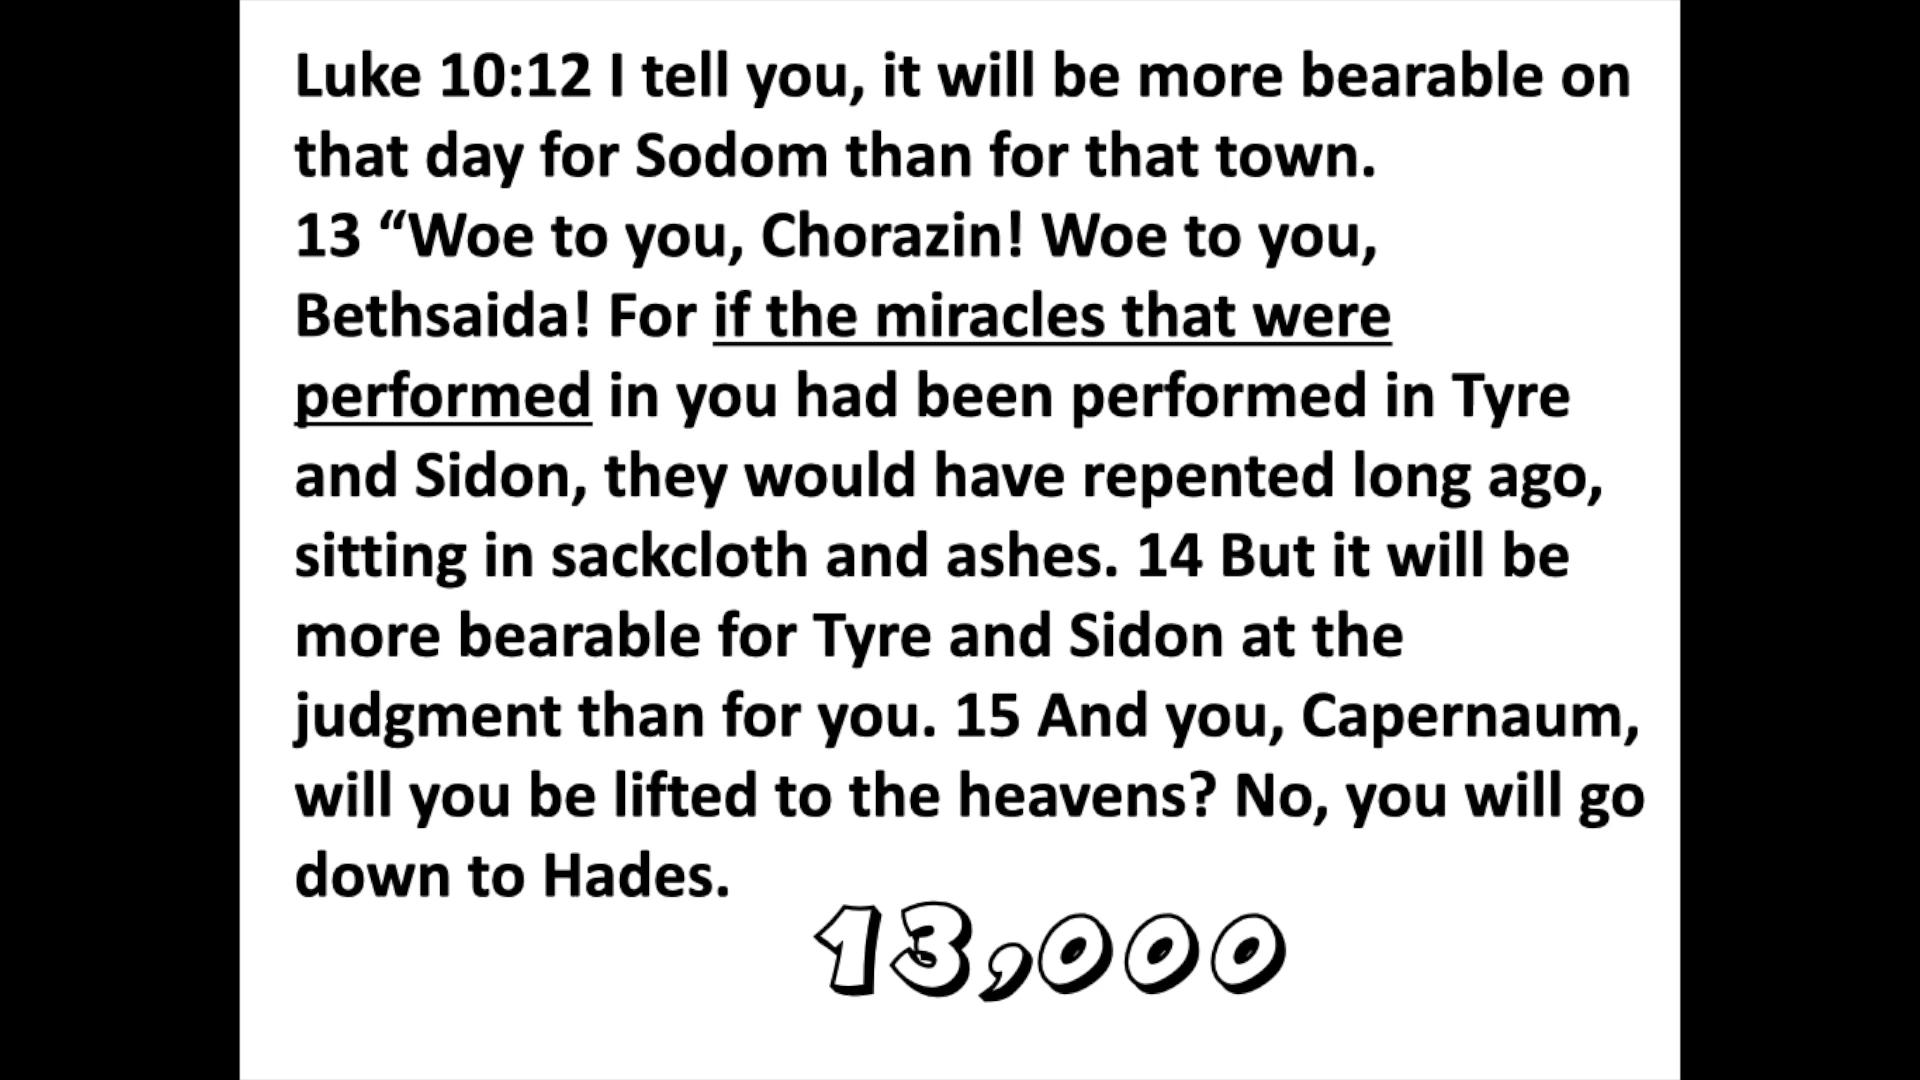 Luke 10:12 I tell you, it will be more bearable on
that day for Sodom than for that town.
13 “Woe to you, Chorazin! Woe to you,
Bethsaida! For if the miracles that were
performed in you had been performed in Tyre
and Sidon, they would have repented long ago,
sitting in sackcloth and ashes. 14 But it will be
more bearable for Tyre and Sidon at the
judgment than for you. 15 And you, Capernaum,
will you be lifted to the heavens? No, you will go
down to Hades.
13,000